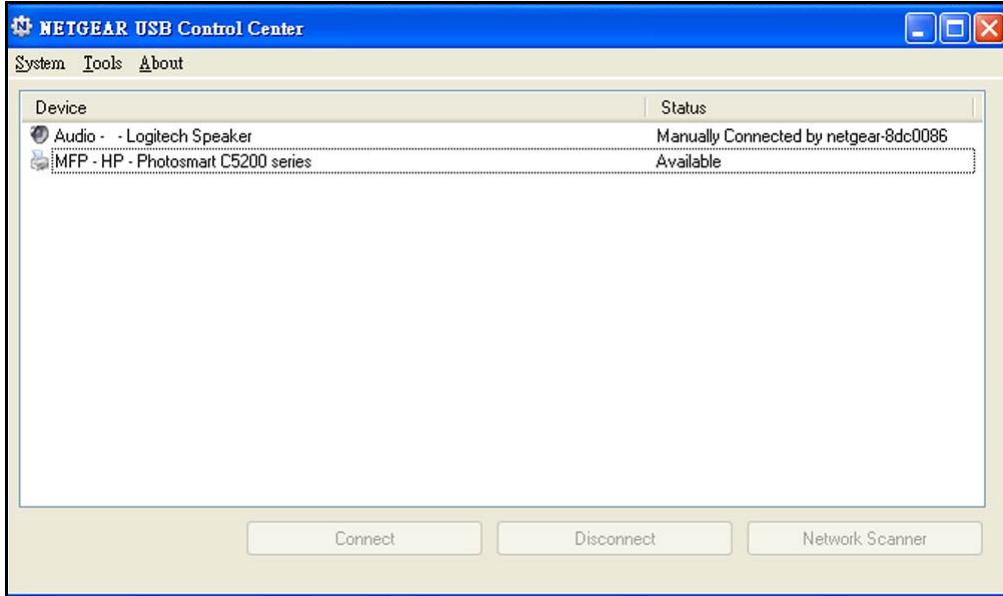 NETGEAR USB Control Center
System Tools About
Device Status
Audio - - Logitech Speaker Manually Connected by netgear-8dc0086
MFP - HP - Photosmart C5200 series Available
Connect Disconnect Network Scanner